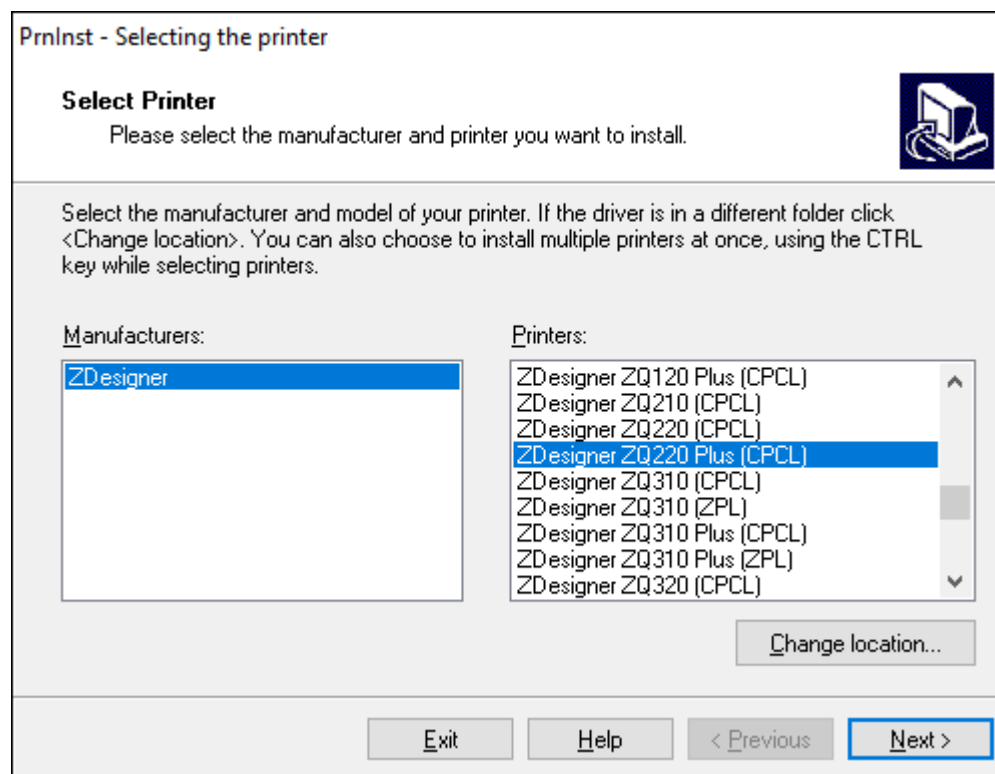 PrnInst - Selecting the printer
Select Printer
Please select the manufacturer and printer you want to install.
Select the manufacturer and model of your printer. If the driver is in a different folder click
<Change location>. You can also choose to install multiple printers at once, using the CTRL
key while selecting printers.
Manufacturers:
ZDesigner
Printers:
ZDesigner ZQ120 Plus (CPCL)
ZDesigner ZQ210 (CPCL)
ZDesigner ZQ220 (CPCL)
ZDesigner ZQ220 Plus (CPCL)
ZDesigner ZQ310 (CPCL)
ZDesigner ZQ310 (ZPL)
ZDesigner ZQ310 Plus (CPCL)
ZDesigner ZQ310 Plus (ZPL)
ZDesigner ZQ320 (CPCL)
Change location...
Exit
Help
< Previous
Next >